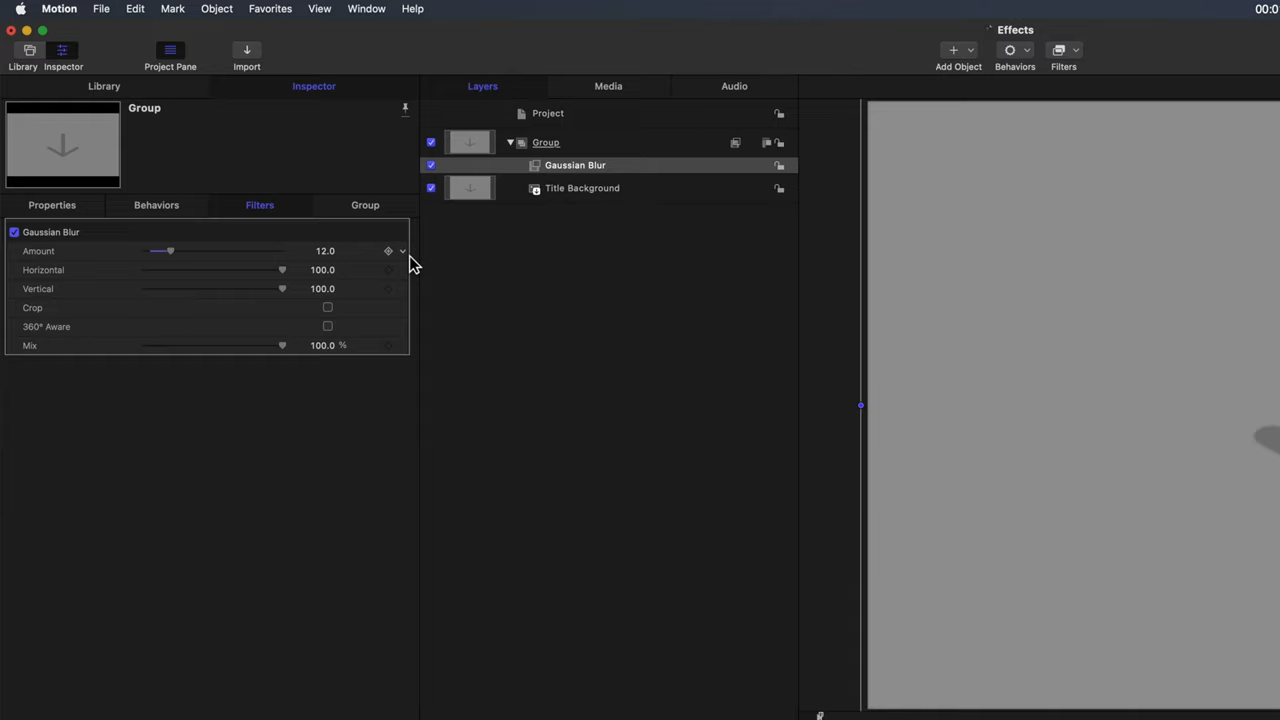 Motion File Edit Mark Object Favorites View Window Help 00:0
Effects
Library Inspector Project Pane Import Add Object Behaviors Filters
Library Inspector Layers Media Audio
Group
Project
Group
Gaussian Blur
Title Background
Properties Behaviors Filters Group
Gaussian Blur
Amount 12.0
Horizontal 100.0
Vertical 100.0
Crop
360° Aware
Mix 100.0 %